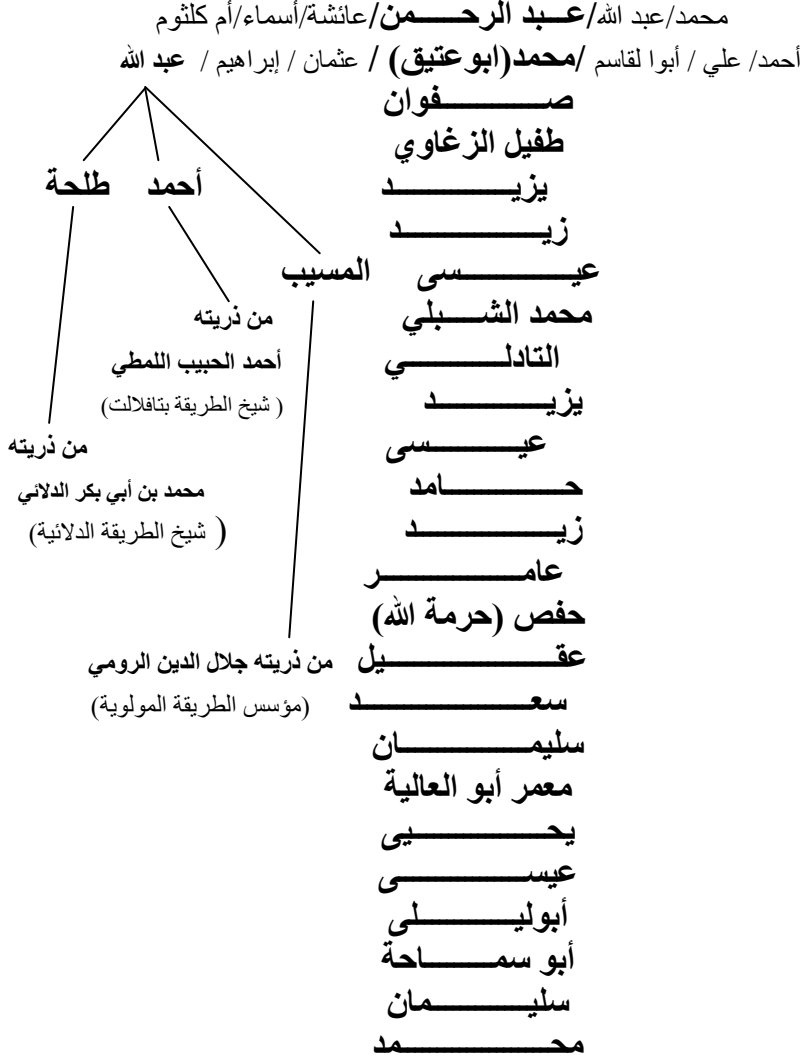 محمد/عبد الله/عبد الرحمن/عائشة/أسماء/أم كلثوم
أحمد/ علي / أبوا لقاسم /محمد(ابوعتيق) / عثمان / إبراهيم / عبد الله
صفوان
طفيل الزغاوي
يزيد
أحمد طلحة
زيد
عيسى المسيب
محمد الشبلي
من ذريته
التادلي
أحمد الحبيب اللمطي
يزيد
( شيخ الطريقة بتافلالت)
عيسى
من ذريته
حامد
محمد بن أبي بكر الدلائي
زيد
( شيخ الطريقة الدلائية)
عامر
حفص (حرمة الله)
عقيل
من ذريته جلال الدين الرومي
سعد
(مؤسس الطريقة المولوية)
سليمان
معمر أبو العالية
يحيى
عيسى
أبوليلى
أبو سماحة
سليمان
محمد